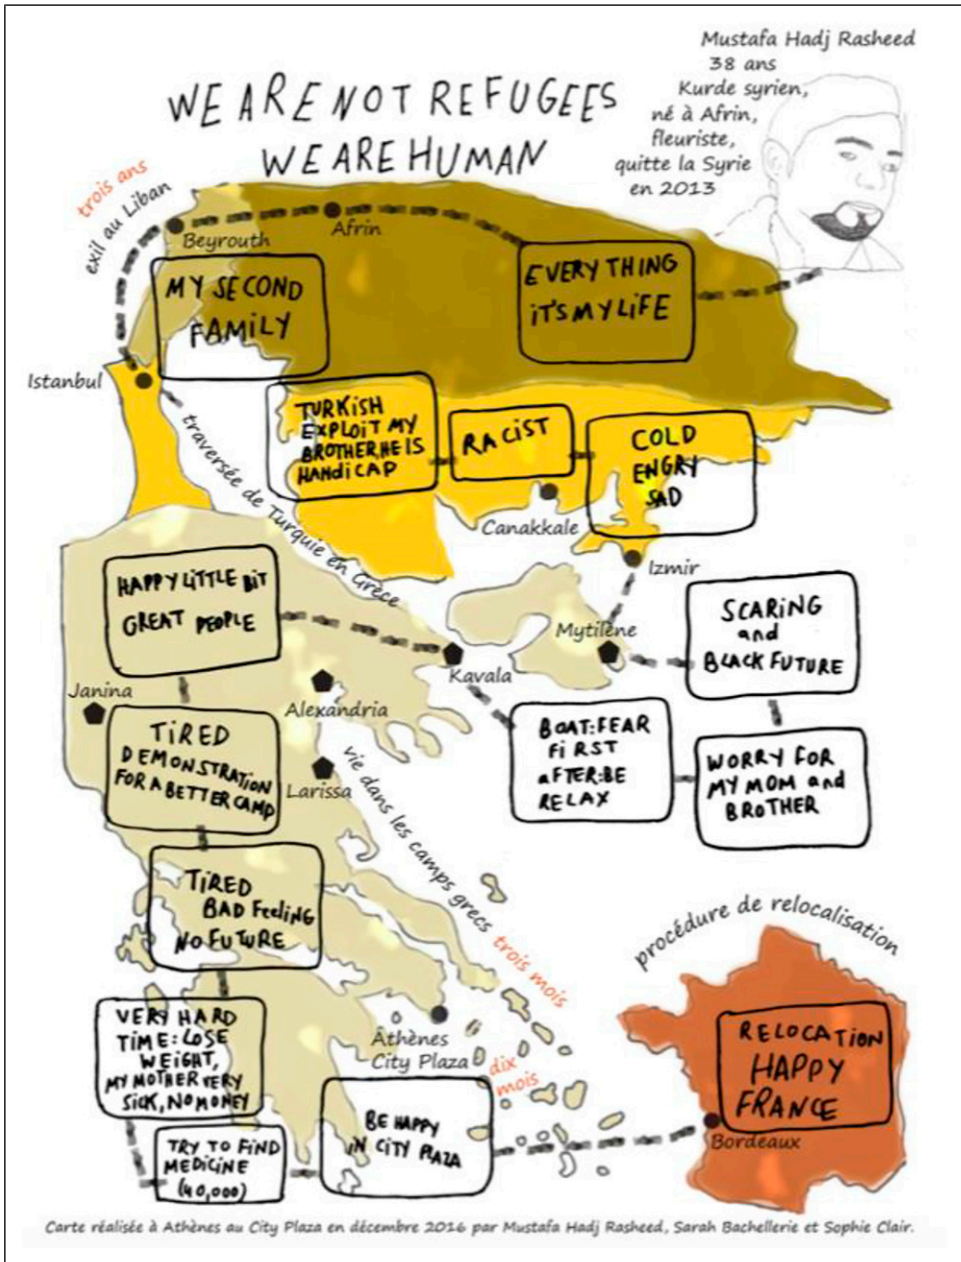 Mustafa Hadj Rasheed
38 ans
Kurde syrien,
né à Afrin,
fleuriste,
quitte la Syrie
en 2013
WE ARE NOT REFUGEES
WE ARE HUMAN
trois ans
exil au Liban
Beyrouth
Afrin
EVERY THING
iT'S MY LiFE
MY SECOND
FAMiLY
Istanbul
traversée de Turquie en Grèce
TURKiSH
EXPLOiT MY
BROTHER, HE iS
HANDiCAP
RACiST
COLD
ENGRY
SAD
Canakkale
Izmir
Mytilène
SCARiNG
and
BLACK FUTURE
WORRY FOR
MY MOM and
BROTHER
BOAT: FEAR
FiRST
aFTER: BE
RELAX
Kavala
HAPPY LiTTLE BiT
GREAT PEOPLE
Janina
Alexandria
Larissa
TiRED
DEMONSTRATION
FOR A BETTER CAMP
vie dans les camps grecs trois mois
TiRED
BAD FeeLiNG
NO FUTURE
VERY HARD
TiME: LOSE
WEiGHT,
MY MOTHER VERY
SiCK, NO MONEY
TRY TO FiND
MEDiCiNE
(40,000)
Athènes
City Plaza
dix
mois
BE HAPPY
iN CiTY PLAZA
procédure de relocalisation
RELOCATiON
HAPPY
FRANCE
Bordeaux
Carte réalisée à Athènes au City Plaza en décembre 2016 par Mustafa Hadj Rasheed, Sarah Bachellerie et Sophie Clair.